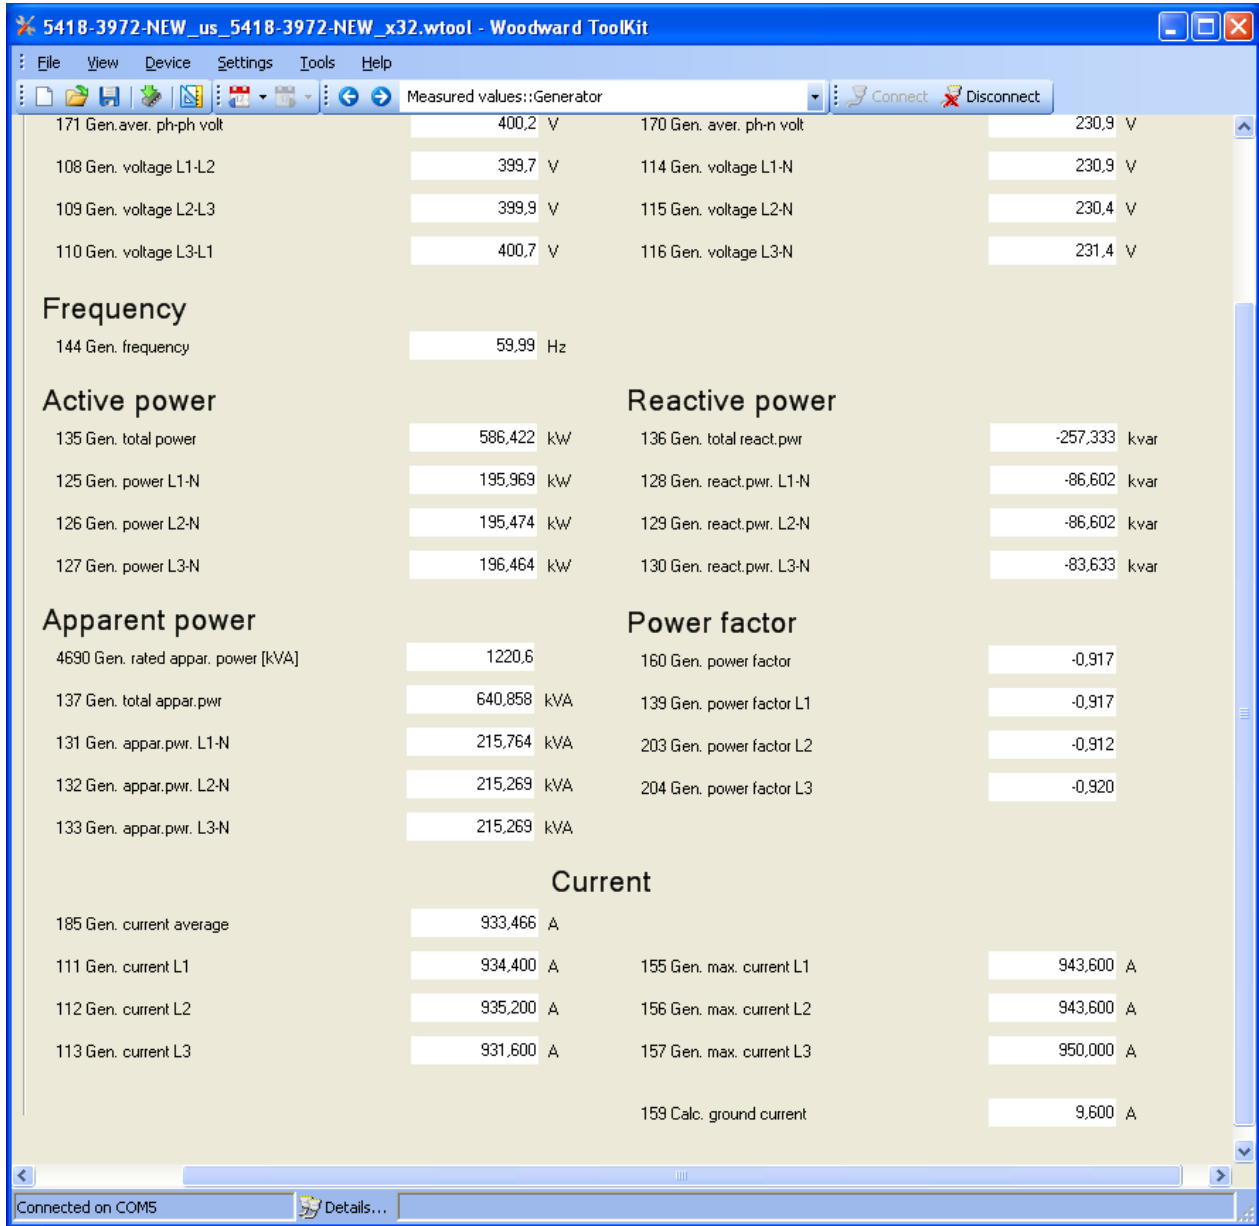 5418-3972-NEW_us_5418-3972-NEW_x32.wtool - Woodward ToolKit
File View Device Settings Tools Help
Measured values::Generator Connect Disconnect
171 Gen.aver. ph-ph volt 400,2 V 170 Gen. aver. ph-n volt 230,9 V
108 Gen. voltage L1-L2 399,7 V 114 Gen. voltage L1-N 230,9 V
109 Gen. voltage L2-L3 399,9 V 115 Gen. voltage L2-N 230,4 V
110 Gen. voltage L3-L1 400,7 V 116 Gen. voltage L3-N 231,4 V
Frequency
144 Gen. frequency 59,99 Hz
Active power Reactive power
135 Gen. total power 586,422 kW 136 Gen. total react.pwr -257,333 kvar
125 Gen. power L1-N 195,969 kW 128 Gen. react.pwr. L1-N -86,602 kvar
126 Gen. power L2-N 195,474 kW 129 Gen. react.pwr. L2-N -86,602 kvar
127 Gen. power L3-N 196,464 kW 130 Gen. react.pwr. L3-N -83,633 kvar
Apparent power Power factor
4690 Gen. rated appar. power [kVA] 1220,6 160 Gen. power factor -0,917
137 Gen. total appar.pwr 640,858 kVA 139 Gen. power factor L1 -0,917
131 Gen. appar.pwr. L1-N 215,764 kVA 203 Gen. power factor L2 -0,912
132 Gen. appar.pwr. L2-N 215,269 kVA 204 Gen. power factor L3 -0,920
133 Gen. appar.pwr. L3-N 215,269 kVA
Current
185 Gen. current average 933,466 A
111 Gen. current L1 934,400 A 155 Gen. max. current L1 943,600 A
112 Gen. current L2 935,200 A 156 Gen. max. current L2 943,600 A
113 Gen. current L3 931,600 A 157 Gen. max. current L3 950,000 A
159 Calc. ground current 9,600 A
Connected on COM5 Details...